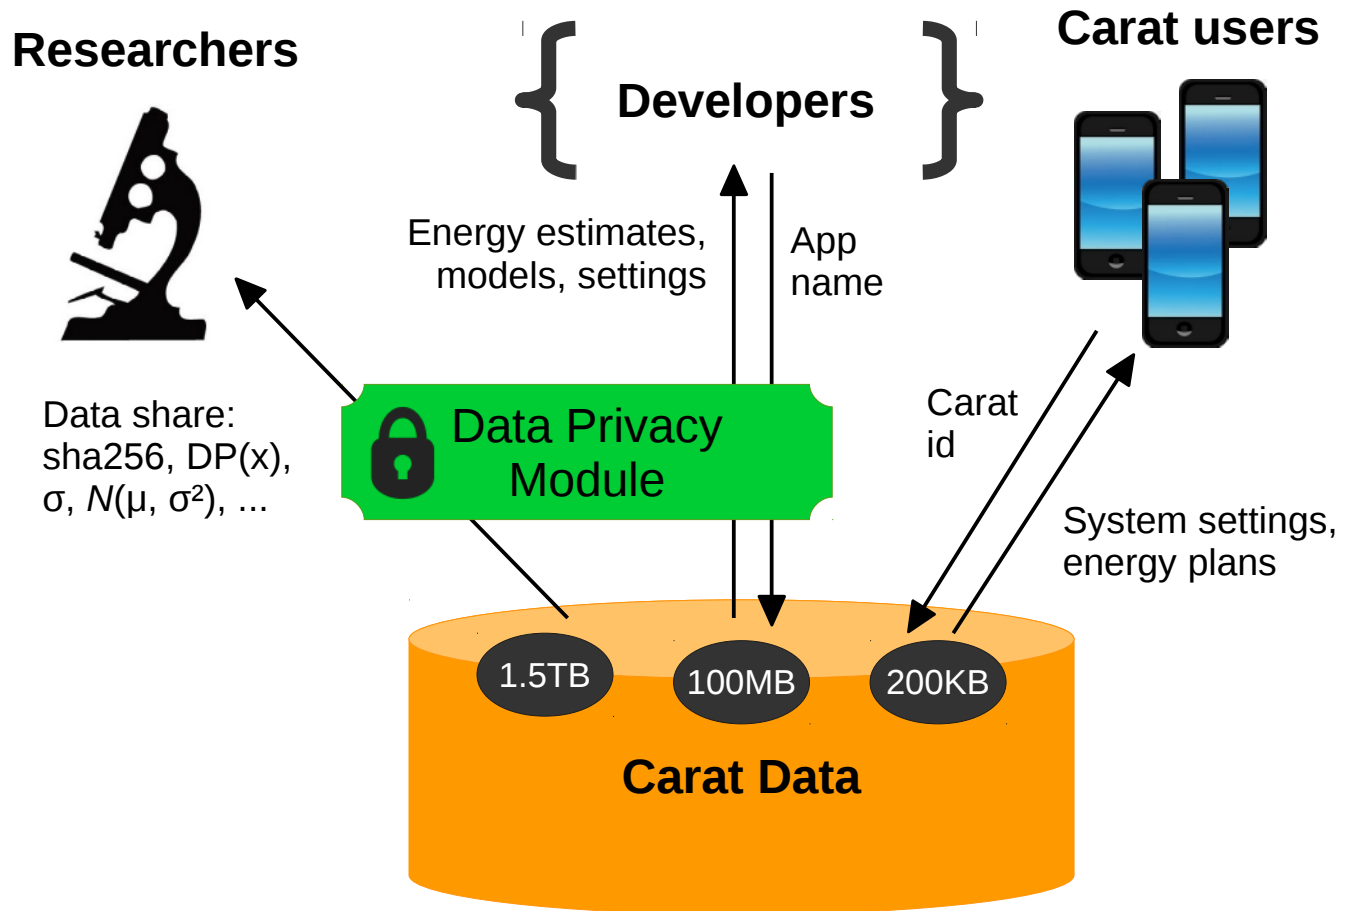 Researchers
Developers
Carat users
Energy estimates,
models, settings
App
name
Data share:
sha256, DP(x),
σ, N(μ, σ²), ...
Data Privacy
Module
Carat
id
System settings,
energy plans
1.5TB
100MB
200KB
Carat Data